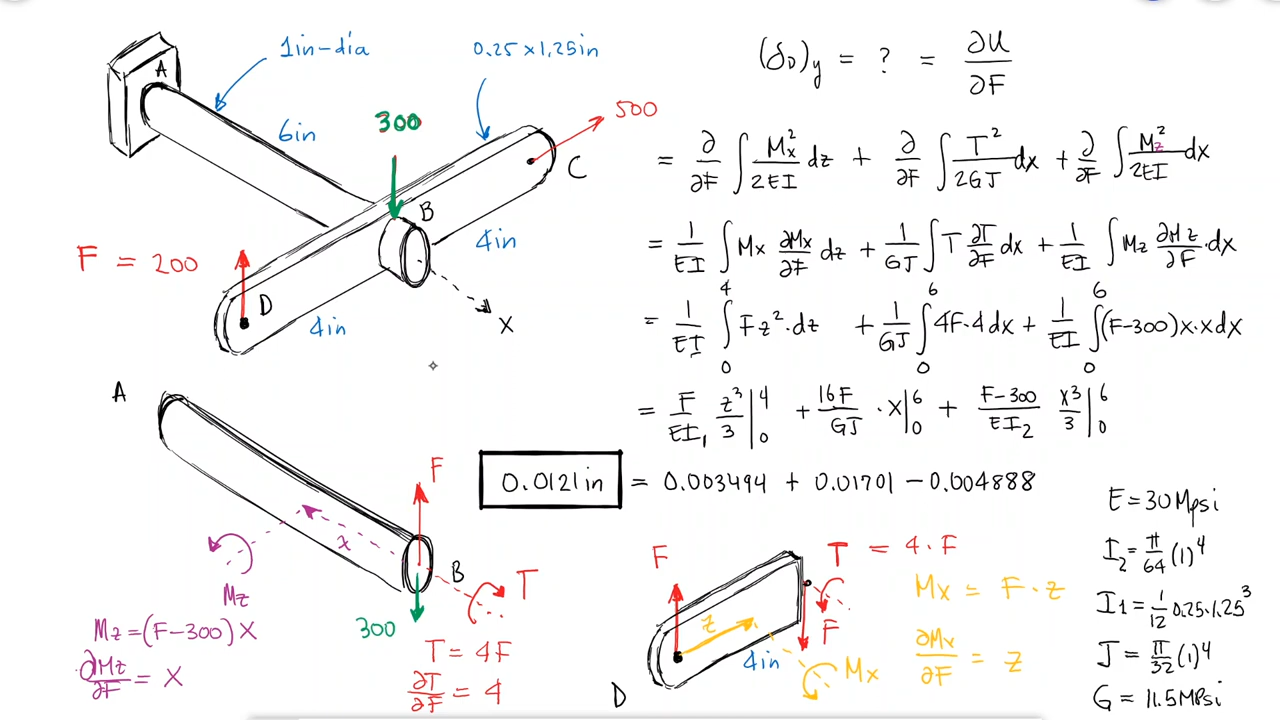 A
1in-dia
0.25 x 1.25in
6in
300
500
C
B
4in
F = 200
D
4in
X
(δD)y = ? = ∂U/∂F
= ∂/∂F ∫ Mx²/2EI dz + ∂/∂F ∫ T²/2GJ dx + ∂/∂F ∫ Mz²/2EI dx
= 1/EI ∫ Mx ∂Mx/∂F dz + 1/GJ ∫ T ∂T/∂F dx + 1/EI ∫ Mz ∂Mz/∂F · dx
= 1/EI ∫₀⁴ Fz² · dz + 1/GJ ∫₀⁶ 4F·4dx + 1/EI ∫₀⁶ (F-300)x·x dx
= F/EI₁ z³/3 |₀⁴ + 16F/GJ · x|₀⁶ + F-300/EI₂ x³/3 |₀⁶
0.0121in = 0.003494 + 0.01701 - 0.004888
A
F
x
Mz
B
T
300
Mz = (F-300)X
∂Mz/∂F = X
T = 4F
∂T/∂F = 4
F
T = 4·F
z
F
4in
Mx
D
Mx = F·z
∂Mx/∂F = z
E = 30Mpsi
I₂ = π/64 (1)⁴
I₁ = 1/12 0.25·1.25³
J = π/32 (1)⁴
G = 11.5MPsi